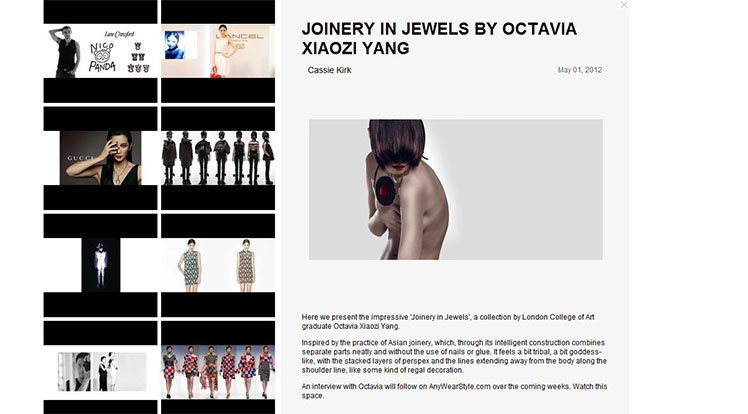 Lane Crawford
NICO
PANDA
LANCEL
GUCCI
JOINERY IN JEWELS BY OCTAVIA
XIAOZI YANG
Cassie Kirk
May 01, 2012
Here we present the impressive 'Joinery in Jewels', a collection by London College of Art
graduate Octavia Xiaozi Yang.
Inspired by the practice of Asian joinery, which, through its intelligent construction combines
separate parts neatly and without the use of nails or glue. It feels a bit tribal, a bit goddess-
like, with the stacked layers of perspex and the lines extending away from the body along the
shoulder line, like some kind of regal decoration.
An interview with Octavia will follow on AnyWearStyle.com over the coming weeks. Watch this
space.